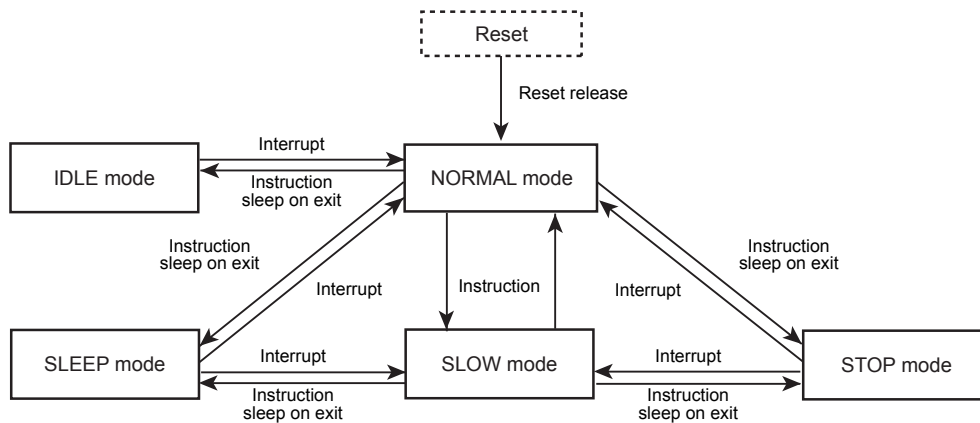 Reset
Reset release
Interrupt
IDLE mode
NORMAL mode
Instruction
sleep on exit
Instruction
sleep on exit
Instruction
sleep on exit
Interrupt
Instruction
Interrupt
SLEEP mode
Interrupt
SLOW mode
Interrupt
STOP mode
Instruction
sleep on exit
Instruction
sleep on exit